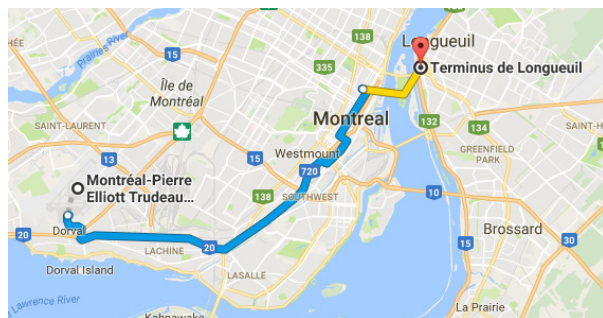 HÉE
Prairies River
15
138
Longueuil
Terminus de Longueuil
335
Île de
Montréal
Montreal
132
134
SAINT-LAURENT
SAINT-H
13
15
Westmount
GREENFIELD
PARK
720
Montréal-Pierre
Elliott Trudeau...
138
SOUTHWEST
10
20
Dorval
LACHINE
20
15
Brossard
30
Dorval Island
LASALLE
Lawrence River
Kahnawake
La Prairie